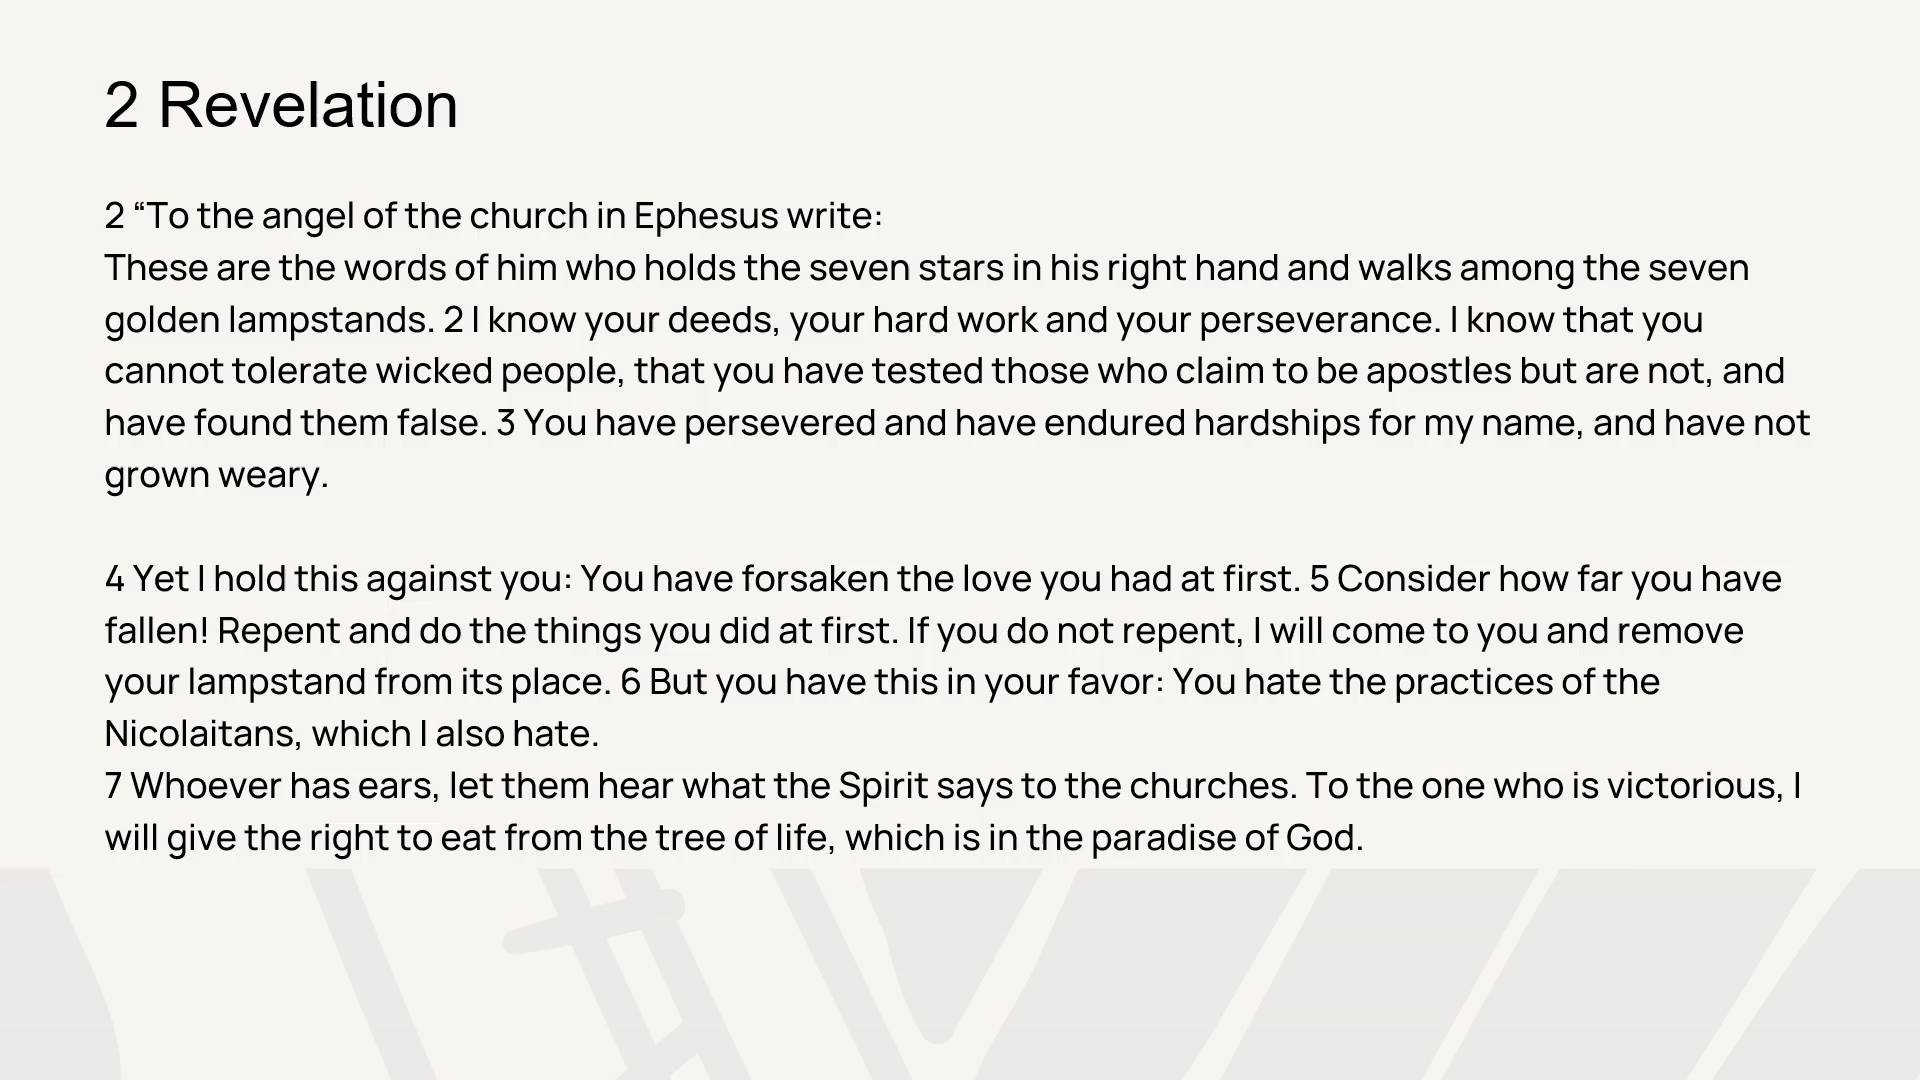 2 Revelation
2 “To the angel of the church in Ephesus write:
These are the words of him who holds the seven stars in his right hand and walks among the seven
golden lampstands. 2 I know your deeds, your hard work and your perseverance. I know that you
cannot tolerate wicked people, that you have tested those who claim to be apostles but are not, and
have found them false. 3 You have persevered and have endured hardships for my name, and have not
grown weary.
4 Yet I hold this against you: You have forsaken the love you had at first. 5 Consider how far you have
fallen! Repent and do the things you did at first. If you do not repent, I will come to you and remove
your lampstand from its place. 6 But you have this in your favor: You hate the practices of the
Nicolaitans, which I also hate.
7 Whoever has ears, let them hear what the Spirit says to the churches. To the one who is victorious, I
will give the right to eat from the tree of life, which is in the paradise of God.